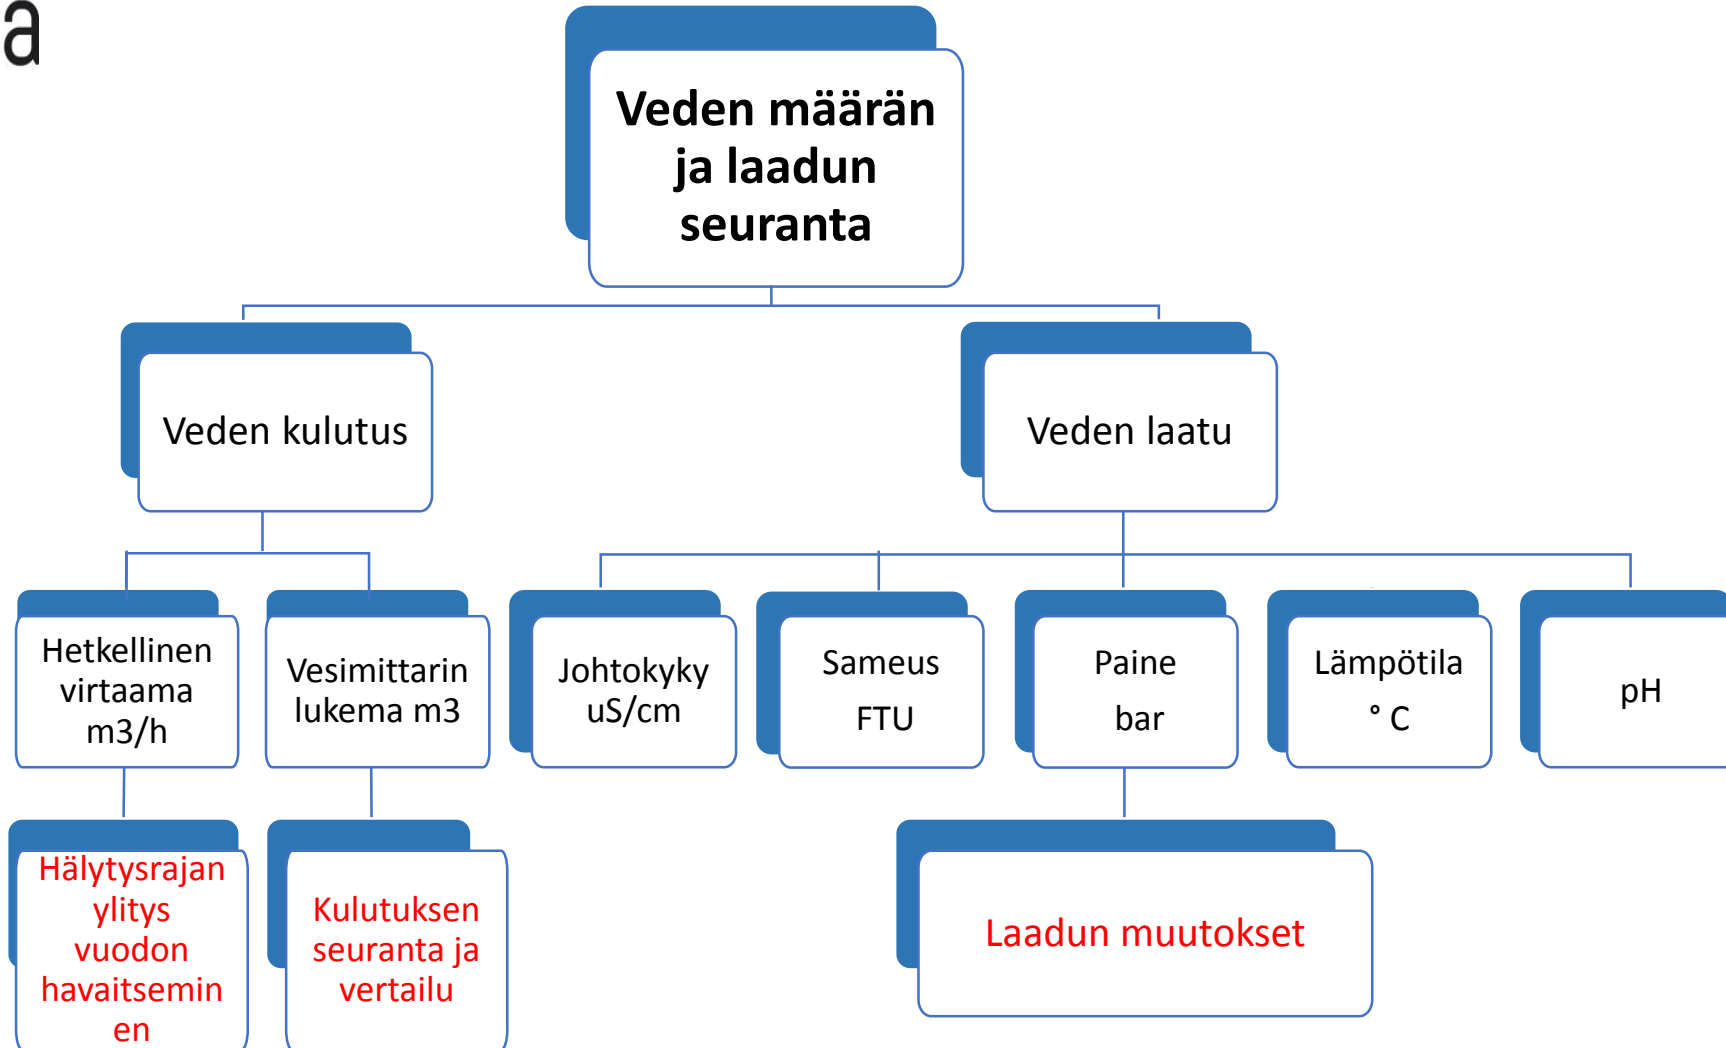 a
Veden määrän
ja laadun
seuranta
Veden kulutus
Veden laatu
Hetkellinen
virtaama
m3/h
Vesimittarin
lukema m3
Johtokyky
uS/cm
Sameus
FTU
Paine
bar
Lämpötila
° C
pH
Hälytysrajan
ylitys
vuodon
havaitsemin
en
Kulutuksen
seuranta ja
vertailu
Laadun muutokset